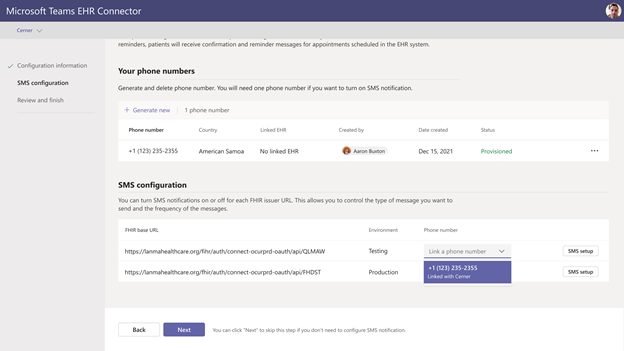 Microsoft Teams EHR Connector
Cerner
reminders, patients will receive confirmation and reminder messages for appointments scheduled in the EHR system.
Configuration information
SMS configuration
Review and finish
Your phone numbers
Generate and delete phone number. You will need one phone number if you want to turn on SMS notification.
+ Generate new | 1 phone number
Phone number Country Linked EHR Created by Date created Status
+1 (123) 235-2355 American Samoa No linked EHR Aaron Buxton Dec 15, 2021 Provisioned ...
SMS configuration
You can turn SMS notifications on or off for each FHIR issuer URL. This allows you to control the type of message you want to
send and the frequency of the messages.
FHIR base URL Environment Phone number
https://lanmahealthcare.org/fihr/auth/connect-ocurprd-oauth/api/QLMAW Testing Link a phone number SMS setup
https://lanmahealthcare.org/fhir/auth/connect-ocurprd-oauth/api/FHDST Production +1 (123) 235-2355 SMS setup
Linked with Cerner
Back Next You can click "Next" to skip this step if you don't need to configure SMS notification.